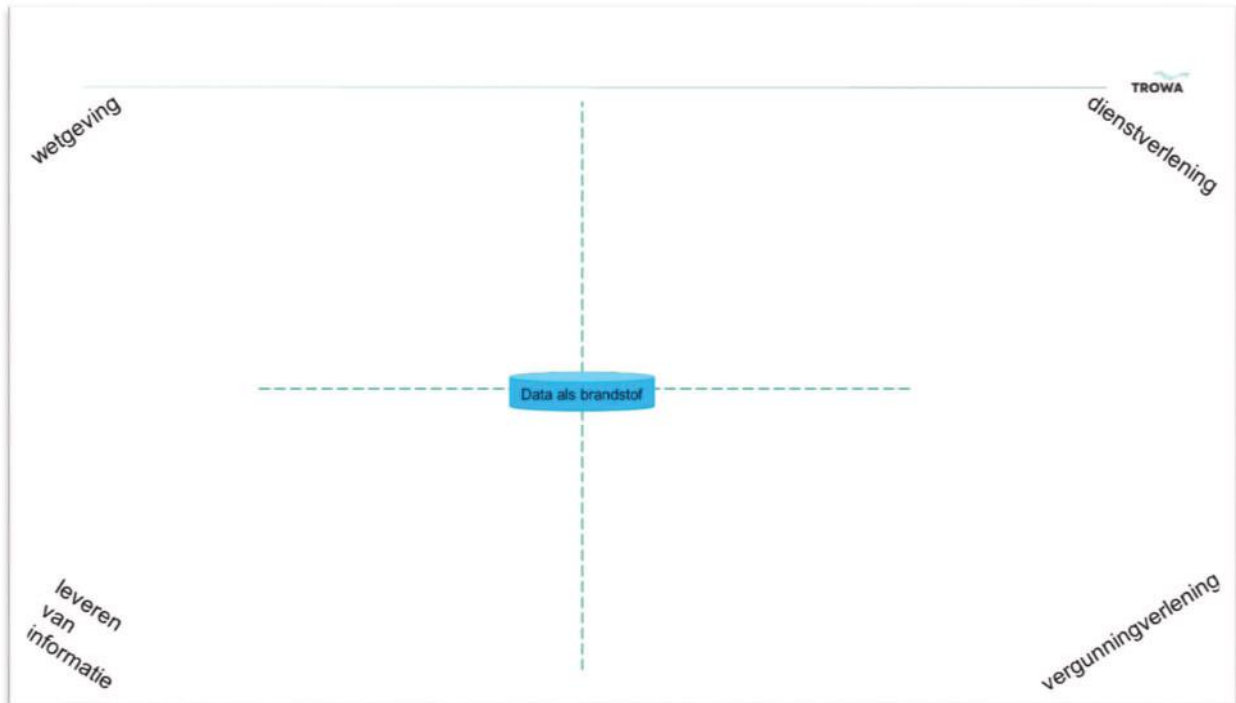 TROWA
wetgeving
dienstverlening
Data als brandstof
leveren
van
informatie
vergunningverlening